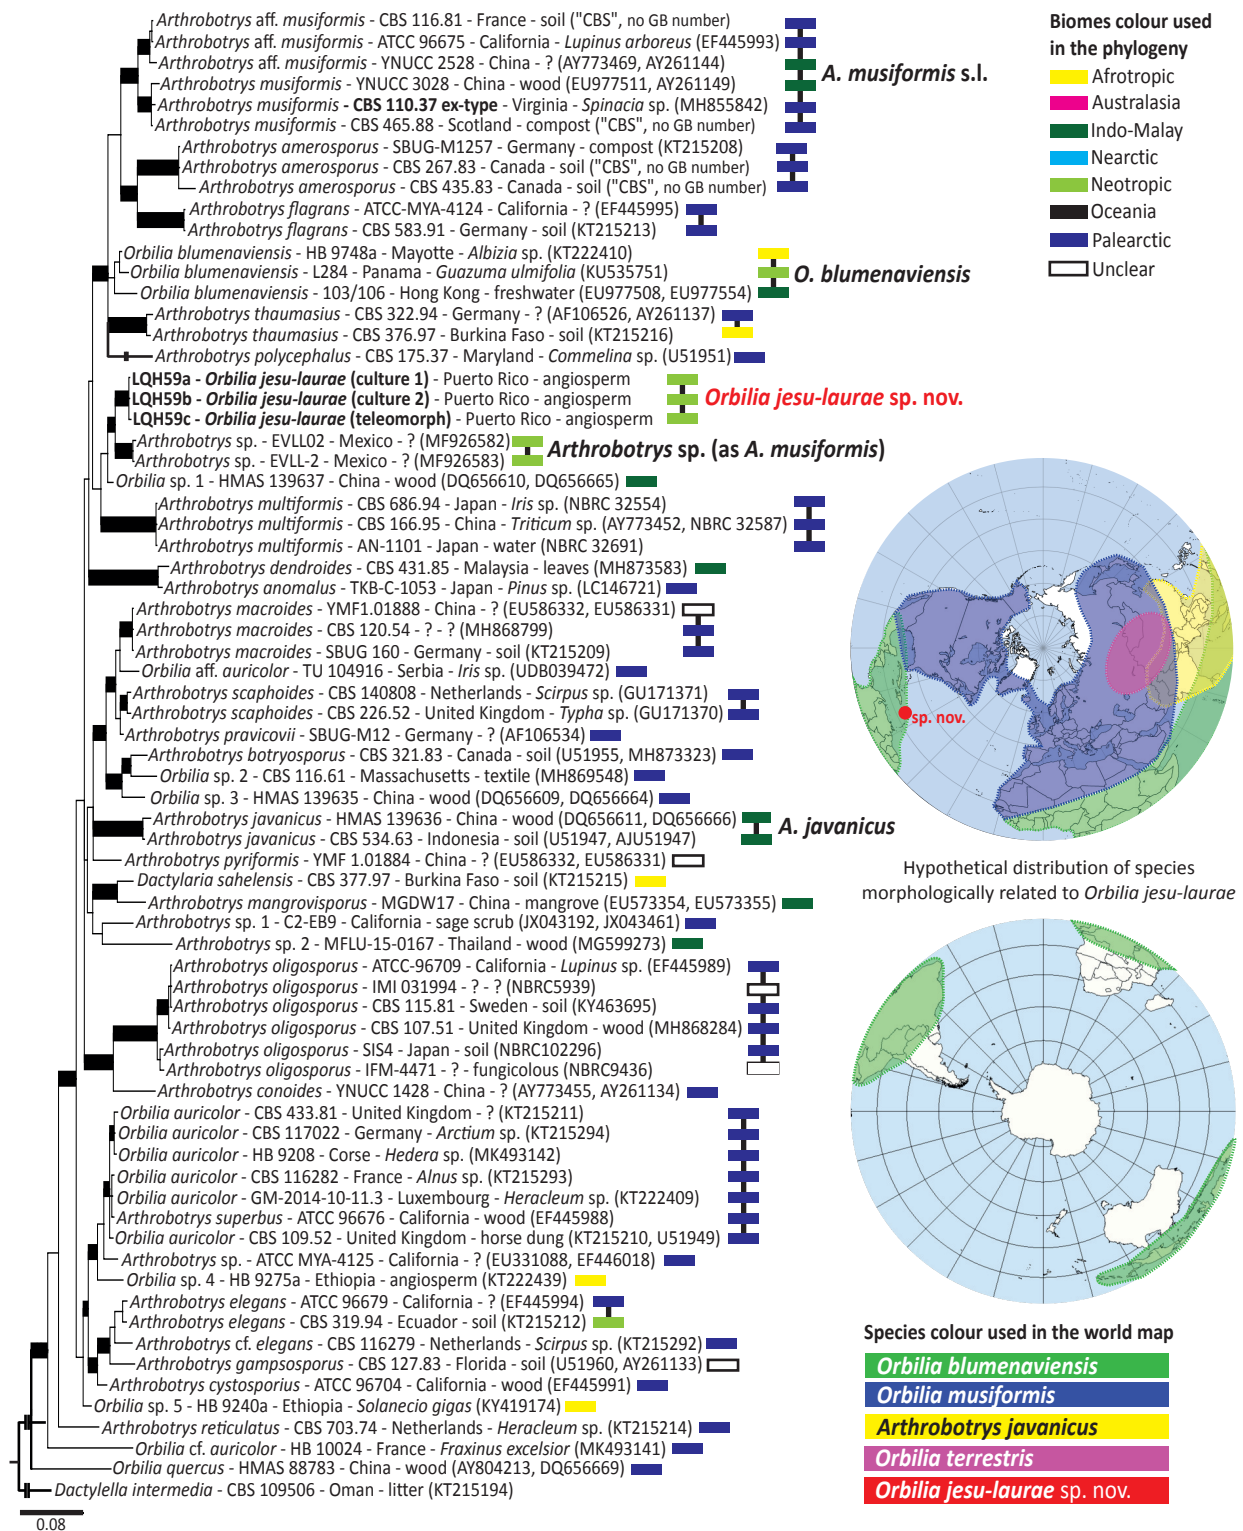 Arthrobotrys aff. musiformis - CBS 116.81 - France - soil ("CBS", no GB number)
Arthrobotrys aff. musiformis - ATCC 96675 - California - Lupinus arboreus (EF445993)
Arthrobotrys aff. musiformis - YNUCC 2528 - China - ? (AY773469, AY261144)
Arthrobotrys musiformis - YNUCC 3028 - China - wood (EU977511, AY261149)
Arthrobotrys musiformis - CBS 110.37 ex-type - Virginia - Spinacia sp. (MH855842)
Arthrobotrys musiformis - CBS 465.88 - Scotland - compost ("CBS", no GB number)
A. musiformis s.l.
Arthrobotrys amerosporus - SBUG-M1257 - Germany - compost (KT215208)
Arthrobotrys amerosporus - CBS 267.83 - Canada - soil ("CBS", no GB number)
Arthrobotrys amerosporus - CBS 435.83 - Canada - soil ("CBS", no GB number)
Arthrobotrys flagrans - ATCC-MYA-4124 - California - ? (EF445995)
Arthrobotrys flagrans - CBS 583.91 - Germany - soil (KT215213)
Orbilia blumenaviensis - HB 9748a - Mayotte - Albizia sp. (KT222410)
Orbilia blumenaviensis - L284 - Panama - Guazuma ulmifolia (KU535751)
Orbilia blumenaviensis - 103/106 - Hong Kong - freshwater (EU977508, EU977554)
O. blumenaviensis
Arthrobotrys thaumasius - CBS 322.94 - Germany - ? (AF106526, AY261137)
Arthrobotrys thaumasius - CBS 376.97 - Burkina Faso - soil (KT215216)
Arthrobotrys polycephalus - CBS 175.37 - Maryland - Commelina sp. (U51951)
LQH59a - Orbilia jesu-laurae (culture 1) - Puerto Rico - angiosperm
LQH59b - Orbilia jesu-laurae (culture 2) - Puerto Rico - angiosperm
LQH59c - Orbilia jesu-laurae (teleomorph) - Puerto Rico - angiosperm
Orbilia jesu-laurae sp. nov.
Arthrobotrys sp. - EVLL02 - Mexico - ? (MF926582)
Arthrobotrys sp. - EVLL-2 - Mexico - ? (MF926583)
Arthrobotrys sp. (as A. musiformis)
Orbilia sp. 1 - HMAS 139637 - China - wood (DQ656610, DQ656665)
Arthrobotrys multiformis - CBS 686.94 - Japan - Iris sp. (NBRC 32554)
Arthrobotrys multiformis - CBS 166.95 - China - Triticum sp. (AY773452, NBRC 32587)
Arthrobotrys multiformis - AN-1101 - Japan - water (NBRC 32691)
Arthrobotrys dendroides - CBS 431.85 - Malaysia - leaves (MH873583)
Arthrobotrys anomalus - TKB-C-1053 - Japan - Pinus sp. (LC146721)
Arthrobotrys macroides - YMF1.01888 - China - ? (EU586332, EU586331)
Arthrobotrys macroides - CBS 120.54 - ? - ? (MH868799)
Arthrobotrys macroides - SBUG 160 - Germany - soil (KT215209)
Orbilia aff. auricolor - TU 104916 - Serbia - Iris sp. (UDB039472)
Arthrobotrys scaphoides - CBS 140808 - Netherlands - Scirpus sp. (GU171371)
Arthrobotrys scaphoides - CBS 226.52 - United Kingdom - Typha sp. (GU171370)
Arthrobotrys pravicovii - SBUG-M12 - Germany - ? (AF106534)
Arthrobotrys botryosporus - CBS 321.83 - Canada - soil (U51955, MH873323)
Orbilia sp. 2 - CBS 116.61 - Massachusetts - textile (MH869548)
Orbilia sp. 3 - HMAS 139635 - China - wood (DQ656609, DQ656664)
Arthrobotrys javanicus - HMAS 139636 - China - wood (DQ656611, DQ656666)
Arthrobotrys javanicus - CBS 534.63 - Indonesia - soil (U51947, AJU51947)
A. javanicus
Arthrobotrys pyriformis - YMF 1.01884 - China - ? (EU586332, EU586331)
Dactylaria sahelensis - CBS 377.97 - Burkina Faso - soil (KT215215)
Arthrobotrys mangrovisporus - MGDW17 - China - mangrove (EU573354, EU573355)
Arthrobotrys sp. 1 - C2-EB9 - California - sage scrub (JX043192, JX043461)
Arthrobotrys sp. 2 - MFLU-15-0167 - Thailand - wood (MG599273)
Arthrobotrys oligosporus - ATCC-96709 - California - Lupinus sp. (EF445989)
Arthrobotrys oligosporus - IMI 031994 - ? - ? (NBRC5939)
Arthrobotrys oligosporus - CBS 115.81 - Sweden - soil (KY463695)
Arthrobotrys oligosporus - CBS 107.51 - United Kingdom - wood (MH868284)
Arthrobotrys oligosporus - SIS4 - Japan - soil (NBRC102296)
Arthrobotrys oligosporus - IFM-4471 - ? - fungicolous (NBRC9436)
Arthrobotrys conoides - YNUCC 1428 - China - ? (AY773455, AY261134)
Orbilia auricolor - CBS 433.81 - United Kingdom - ? (KT215211)
Orbilia auricolor - CBS 117022 - Germany - Arctium sp. (KT215294)
Orbilia auricolor - HB 9208 - Corse - Hedera sp. (MK493142)
Orbilia auricolor - CBS 116282 - France - Alnus sp. (KT215293)
Orbilia auricolor - GM-2014-10-11.3 - Luxembourg - Heracleum sp. (KT222409)
Arthrobotrys superbus - ATCC 96676 - California - wood (EF445988)
Orbilia auricolor - CBS 109.52 - United Kingdom - horse dung (KT215210, U51949)
Arthrobotrys sp. - ATCC MYA-4125 - California - ? (EU331088, EF446018)
Orbilia sp. 4 - HB 9275a - Ethiopia - angiosperm (KT222439)
Arthrobotrys elegans - ATCC 96679 - California - ? (EF445994)
Arthrobotrys elegans - CBS 319.94 - Ecuador - soil (KT215212)
Arthrobotrys cf. elegans - CBS 116279 - Netherlands - Scirpus sp. (KT215292)
Arthrobotrys gampsosporus - CBS 127.83 - Florida - soil (U51960, AY261133)
Arthrobotrys cystosporius - ATCC 96704 - California - wood (EF445991)
Orbilia sp. 5 - HB 9240a - Ethiopia - Solanecio gigas (KY419174)
Arthrobotrys reticulatus - CBS 703.74 - Netherlands - Heracleum sp. (KT215214)
Orbilia cf. auricolor - HB 10024 - France - Fraxinus excelsior (MK493141)
Orbilia quercus - HMAS 88783 - China - wood (AY804213, DQ656669)
Dactylella intermedia - CBS 109506 - Oman - litter (KT215194)
0.08
Biomes colour used
in the phylogeny
Afrotropic
Australasia
Indo-Malay
Nearctic
Neotropic
Oceania
Palearctic
Unclear
sp. nov.
Hypothetical distribution of species
morphologically related to Orbilia jesu-laurae
Species colour used in the world map
Orbilia blumenaviensis
Orbilia musiformis
Arthrobotrys javanicus
Orbilia terrestris
Orbilia jesu-laurae sp. nov.